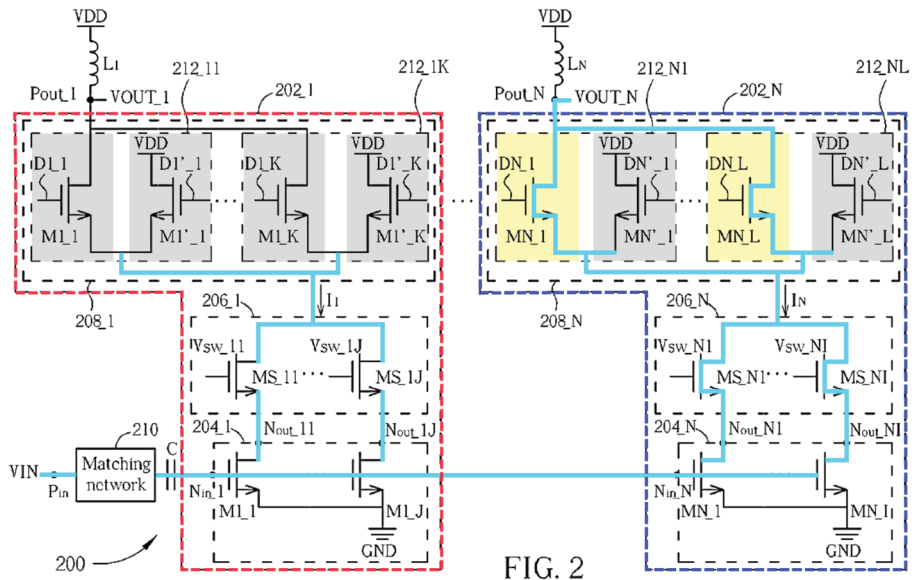 VDD VDD
L1 LN
212_11 212_1K 212_N1 212_NL
Pout_1 VOUT_1 202_1 Pout_N VOUT_N 202_N
VDD VDD VDD VDD
D1_1 D1'_1 D1_K D1'_K DN_1 DN'_1 DN_L DN'_L
M1_1 M1'_1 M1_K M1'_K MN_1 MN'_1 MN_L MN'_L
208_1 206_1 I1 208_N 206_N IN
VSW_11 VSW_1J VSW_N1 VSW_NI
MS_11 MS_1J MS_N1 MS_NI
210 204_1 Nout_11 Nout_1J 204_N Nout_N1 Nout_NI
VIN Pin Matching network C Nin_1 Nin_N
M1_1 M1_J MN_1 MN_I
GND GND
200
FIG. 2